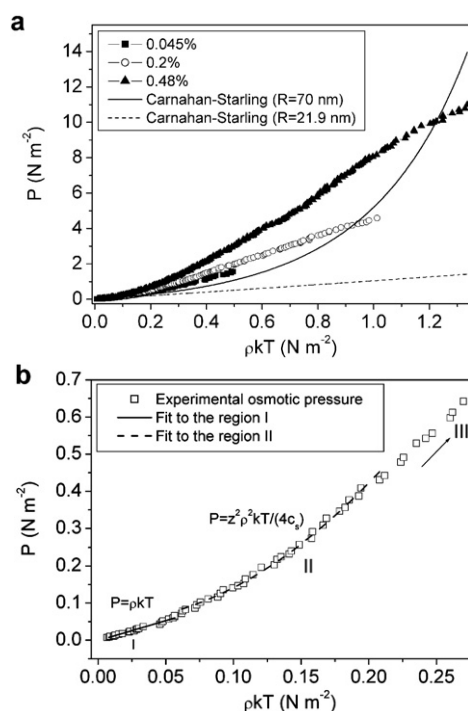 a
14
12
10
8
6
4
2
0
P (N m⁻²)
0.045%
0.2%
0.48%
Carnahan-Starling (R=70 nm)
Carnahan-Starling (R=21.9 nm)
0.0 0.2 0.4 0.6 0.8 1.0 1.2
ρkT (N m⁻²)
b
0.7
0.6
0.5
0.4
0.3
0.2
0.1
0.0
P (N m⁻²)
Experimental osmotic pressure
Fit to the region I
Fit to the region II
III
P=z²ρ²kT/(4cₛ)
II
P=ρkT
I
0.00 0.05 0.10 0.15 0.20 0.25
ρkT (N m⁻²)